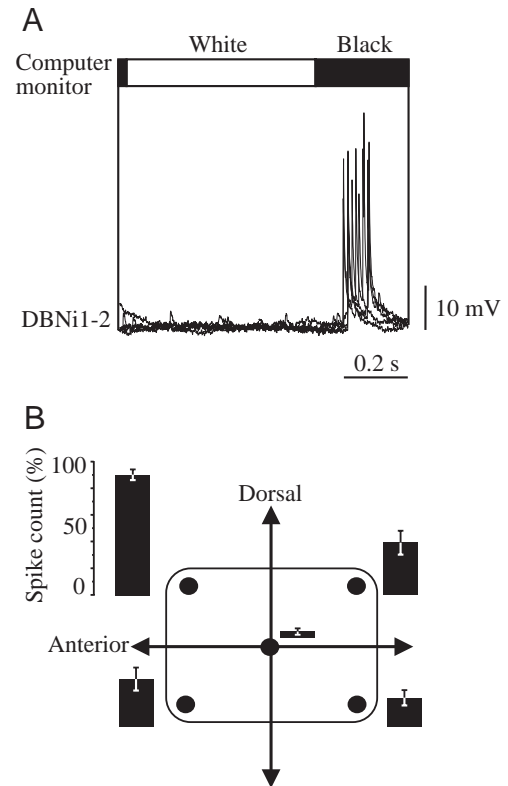 A
White Black
Computer
monitor
DBNi1-2
10 mV
0.2 s
B
100
Dorsal
50
Spike count (%)
0
Anterior